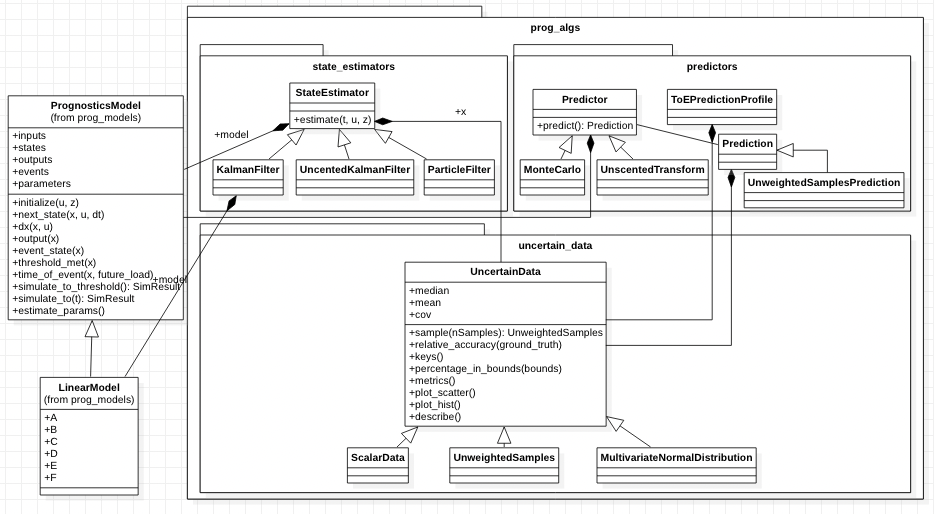 prog_algs
state_estimators
predictors
StateEstimator
+estimate(t, u, z)
+x
+model
KalmanFilter
UncentedKalmanFilter
ParticleFilter
Predictor
+predict(): Prediction
ToEPredictionProfile
Prediction
MonteCarlo
UnscentedTransform
UnweightedSamplesPrediction
PrognosticsModel
(from prog_models)
+inputs
+states
+outputs
+events
+parameters
+initialize(u, z)
+next_state(x, u, dt)
+dx(x, u)
+output(x)
+event_state(x)
+threshold_met(x)
+time_of_event(x, future_load)
+simulate_to_threshold(): SimResult
+simulate_to(t): SimResult
+estimate_params()
+model
LinearModel
(from prog_models)
+A
+B
+C
+D
+E
+F
uncertain_data
UncertainData
+median
+mean
+cov
+sample(nSamples): UnweightedSamples
+relative_accuracy(ground_truth)
+keys()
+percentage_in_bounds(bounds)
+metrics()
+plot_scatter()
+plot_hist()
+describe()
ScalarData
UnweightedSamples
MultivariateNormalDistribution